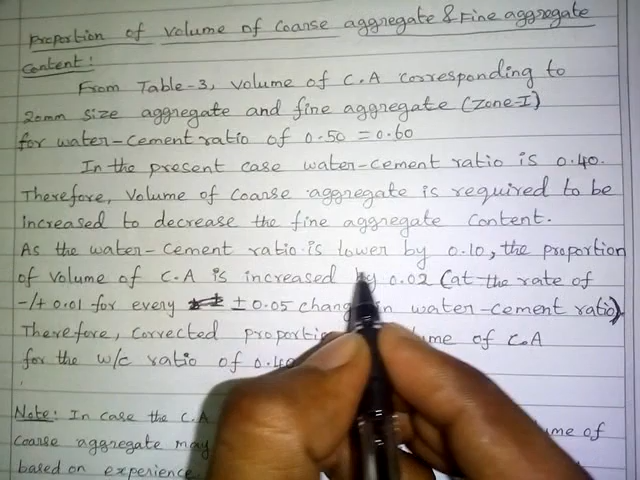 Proportion of volume of Coarse aggregate & Fine aggregate
Content:
From Table-3, volume of C.A corresponding to
20mm size aggregate and fine aggregate (Zone-I)
for water-cement ratio of 0.50 = 0.60
In the present case water-cement ratio is 0.40.
Therefore, volume of coarse aggregate is required to be
increased to decrease the fine aggregate content.
As the water-cement ratio is lower by 0.10, the proportion
of volume of C.A is increased by 0.02 (at the rate of
-/+ 0.01 for every ± 0.05 change in water-cement ratio).
Therefore, corrected of C.A
for the w/c ratio of 0.40
Note: In case the C.A of
coarse aggregate may
based on experience